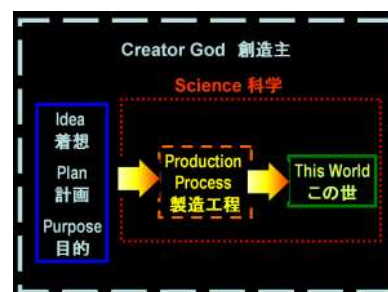 Creator God 創造主
Science 科学
Idea
着想
Plan
計画
Purpose
目的
Production
Process
製造工程
This World
この世